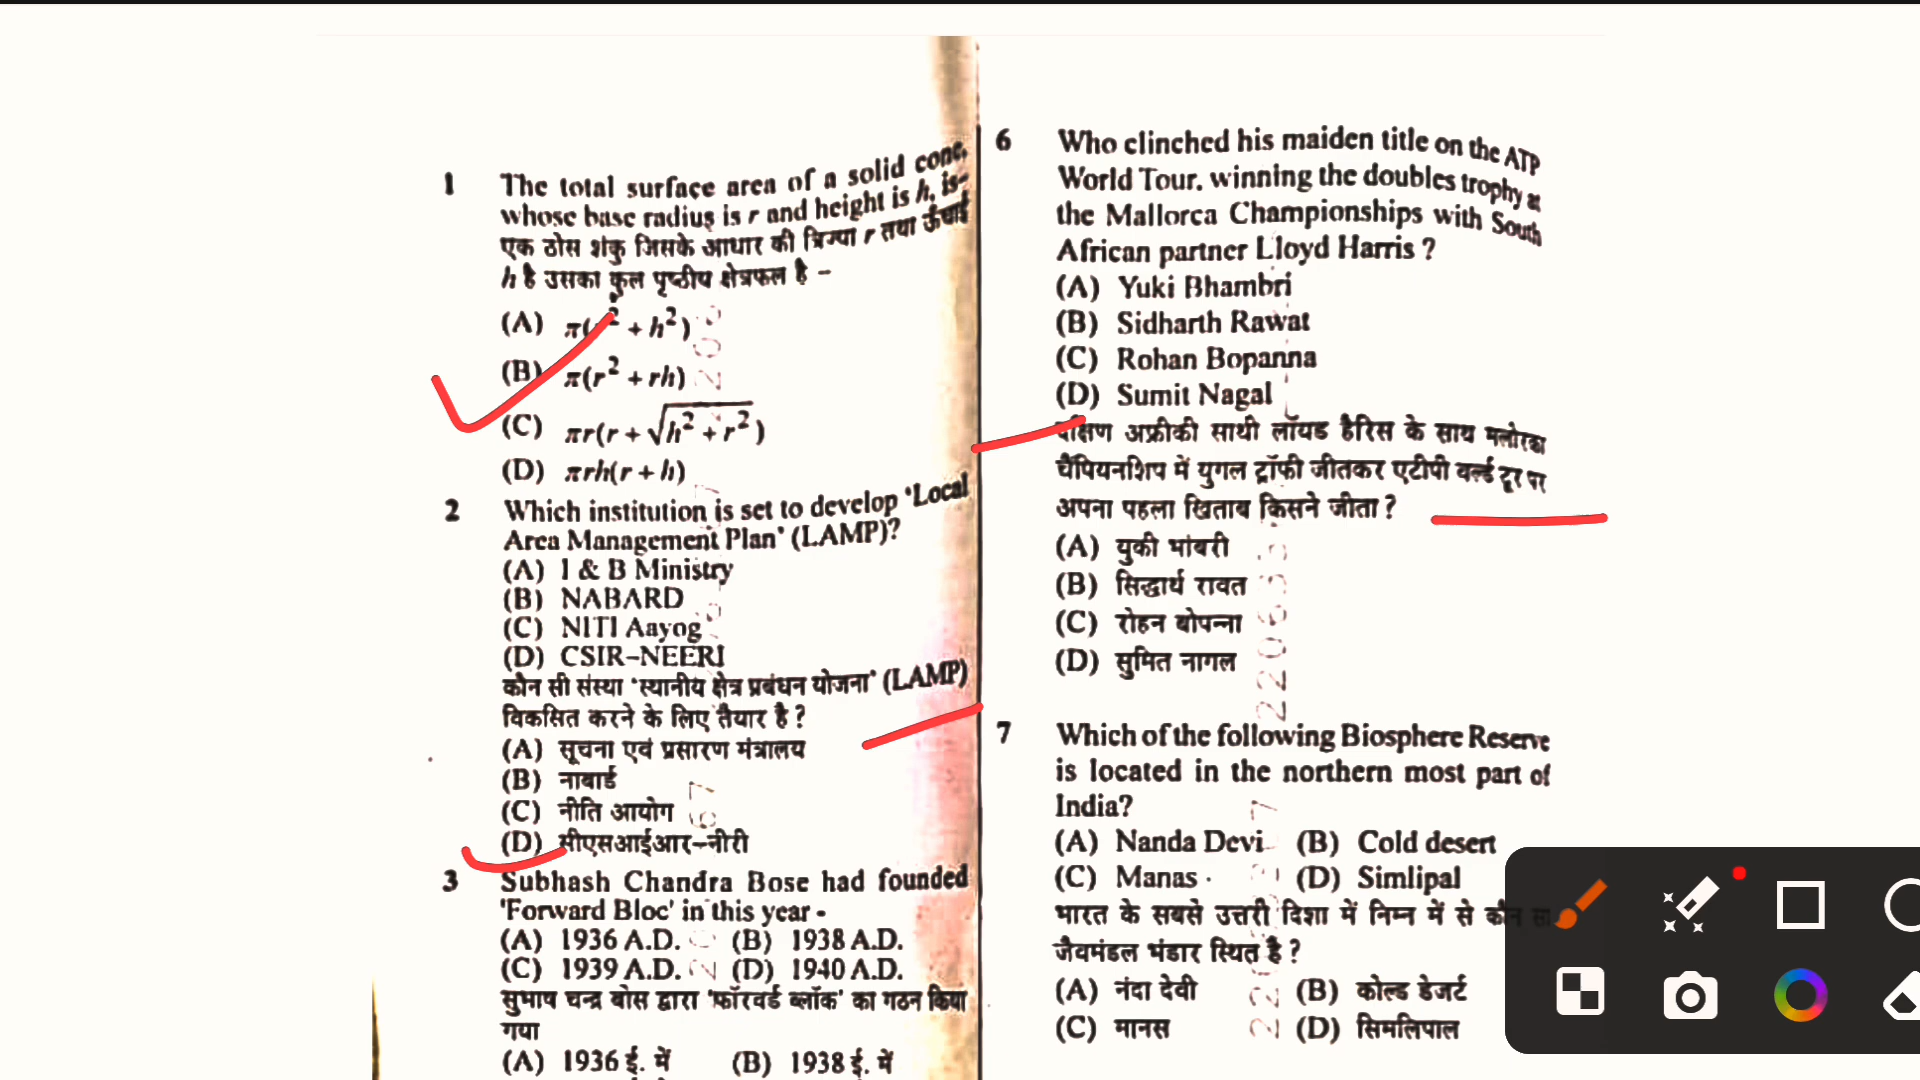 1 The total surface area of a solid cone,
whose base radius is r and height is h, is-
एक ठोस शंकु जिसके आधार की त्रिज्या r तथा ऊँचाई
h है उसका कुल पृष्ठीय क्षेत्रफल है –
(A) π(r² + h²)
(B) π(r² + rh)
(C) πr(r + √(h² + r²))
(D) πrh(r + h)
2 Which institution is set to develop 'Local
Area Management Plan' (LAMP)?
(A) I & B Ministry
(B) NABARD
(C) NITI Aayog
(D) CSIR–NEERI
कौन सी संस्था 'स्थानीय क्षेत्र प्रबंधन योजना' (LAMP)
विकसित करने के लिए तैयार है ?
(A) सूचना एवं प्रसारण मंत्रालय
(B) नाबार्ड
(C) नीति आयोग
(D) सीएसआईआर–नीरी
3 Subhash Chandra Bose had founded
'Forward Bloc' in this year -
(A) 1936 A.D. (B) 1938 A.D.
(C) 1939 A.D. (D) 1940 A.D.
सुभाष चन्द्र बोस द्वारा 'फॉरवर्ड ब्लॉक' का गठन किया
गया
(A) 1936 ई. में (B) 1938 ई. में
6 Who clinched his maiden title on the ATP
World Tour, winning the doubles trophy at
the Mallorca Championships with South
African partner Lloyd Harris ?
(A) Yuki Bhambri
(B) Sidharth Rawat
(C) Rohan Bopanna
(D) Sumit Nagal
दक्षिण अफ्रीकी साथी लॉयड हैरिस के साथ मलोरका
चैंपियनशिप में युगल ट्रॉफी जीतकर एटीपी वर्ल्ड टूर पर
अपना पहला खिताब किसने जीता ?
(A) युकी भांबरी
(B) सिद्धार्थ रावत
(C) रोहन बोपन्ना
(D) सुमित नागल
7 Which of the following Biosphere Reserve
is located in the northern most part of
India?
(A) Nanda Devi (B) Cold desert
(C) Manas (D) Simlipal
भारत के सबसे उत्तरी दिशा में निम्न में से कौन सा
जैवमंडल भंडार स्थित है ?
(A) नंदा देवी (B) कोल्ड डेजर्ट
(C) मानस (D) सिमलिपाल